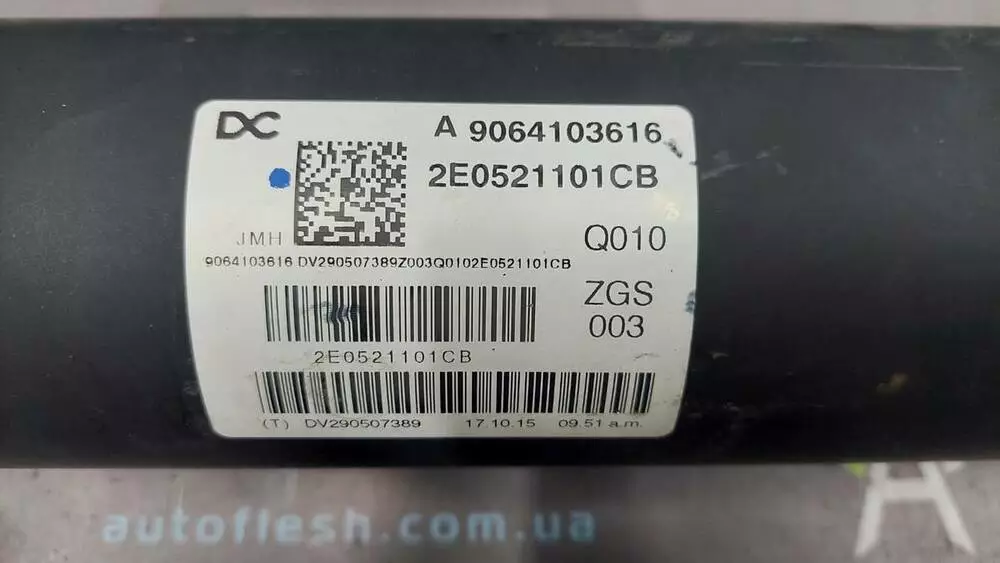 DC
A 9064103616
2E0521101CB
JMH
Q010
9064103616 DV290507389Z003Q0102E0521101CB
ZGS
003
2E0521101CB
(T) DV290507389 17.10.15 09.51 a.m.
autoflesh.com.ua